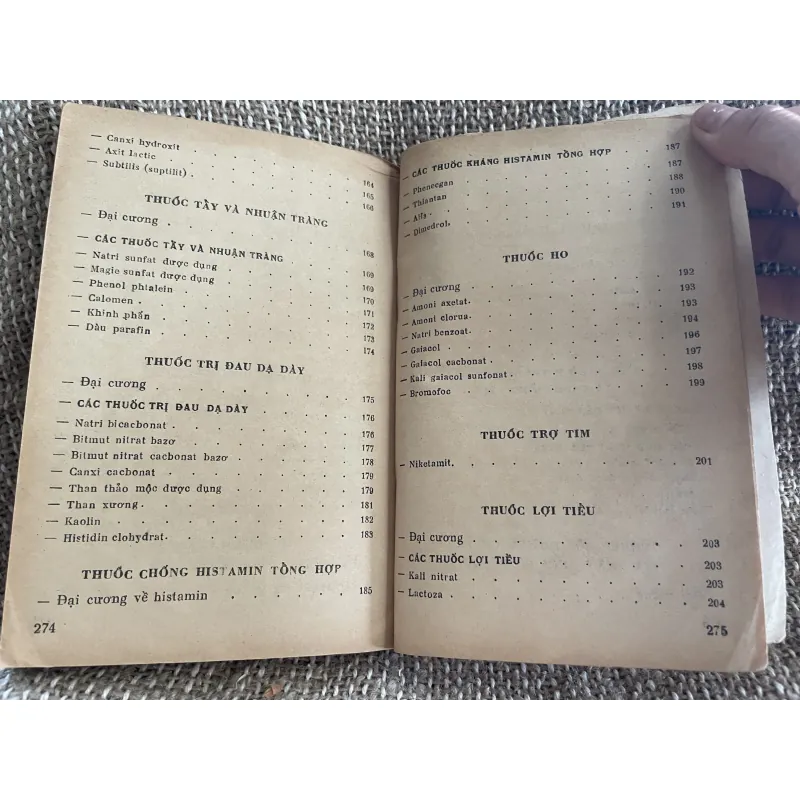 — Canxi hydroxit . . . . . . 164
— Axit lactic . . . . . . 165
— Subtilis (suptilit) . . . . . . 166
THUỐC TẨY VÀ NHUẬN TRÀNG
— Đại cương . . . . . . 168
— CÁC THUỐC TẨY VÀ NHUẬN TRÀNG
— Natri sunfat dược dụng . . . . . . 169
— Magie sunfat dược dụng . . . . . . 169
— Phenol phtalein . . . . . . 170
— Calomen . . . . . . 171
— Khinh phấn . . . . . . 172
— Dầu parafin . . . . . . 173
174
THUỐC TRỊ ĐAU DẠ DÀY
— Đại cương . . . . . . 175
— CÁC THUỐC TRỊ ĐAU DẠ DÀY . . . . . . 176
— Natri bicacbonat . . . . . . 176
— Bitmut nitrat bazơ . . . . . . 177
— Bitmut nitrat cacbonat bazơ . . . . . . 178
— Canxi cacbonat . . . . . . 179
— Than thảo mộc dược dụng . . . . . . 179
— Than xương . . . . . . 181
— Kaolin . . . . . . 182
— Histidin clohydrat . . . . . . 183
THUỐC CHỐNG HISTAMIN TỔNG HỢP
— Đại cương về histamin . . . . . . 185
274
— CÁC THUỐC KHÁNG HISTAMIN TỔNG HỢP . . 187
— Phenecgan . . . . . . 187
— Thiantan . . . . . . 188
— Aifa . . . . . . 190
— Dimedrol . . . . . . 191
THUỐC HO
— Đại cương . . . . . . 192
— Amoni axetat . . . . . . 193
— Amoni clorua . . . . . . 193
— Natri benzoat . . . . . . 194
— Gaiacol . . . . . . 196
— Gaiacol cacbonat . . . . . . 197
— Kali gaiacol sunfonat . . . . . . 198
— Bromofoc . . . . . . 199
THUỐC TRỢ TIM
— Niketamit . . . . . . 201
THUỐC LỢI TIỂU
— Đại cương . . . . . . 203
— CÁC THUỐC LỢI TIỂU . . . . . . 203
— Kali nitrat . . . . . . 203
— Lactoza . . . . . . 204
275